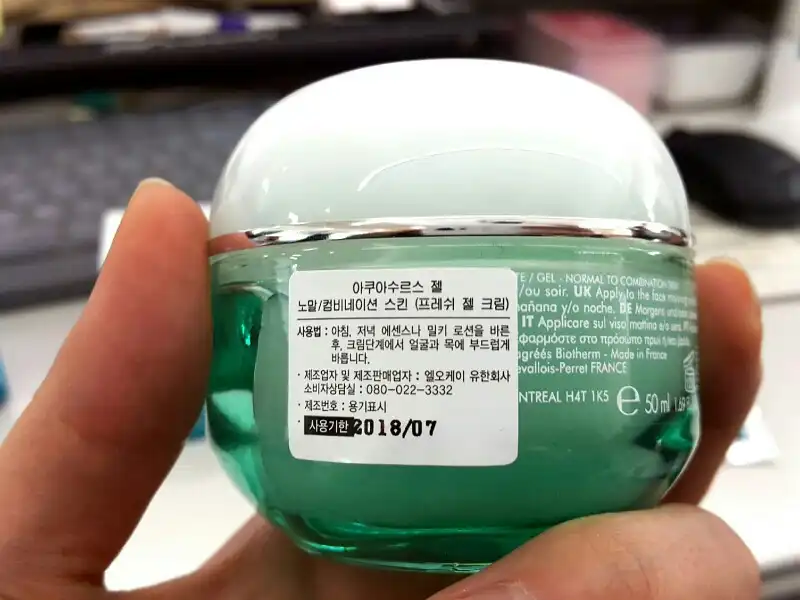 아쿠아수르스 젤
노말/컴비네이션 스킨 (프레쉬 젤 크림)
사용법 : 아침, 저녁 에센스나 밀키 로션을 바른
후, 크림단계에서 얼굴과 목에 부드럽게
바릅니다.
· 제조업자 및 제조판매업자 : 엘오케이 유한회사
소비자상담실 : 080-022-3332
· 제조번호 : 용기표시
· 사용기한 2018/07
/ GEL - NORMAL TO COMBINATION
/ou soir. UK Apply to the face morning
y/o noche. DE Morgens und
IT Applicare sul viso mattina e/o sera.
στο πρόσωπο πρωί
agréés Biotherm - Made in France
evallois-Perret FRANCE
NTREAL H4T 1K5
e 50 ml 1.69